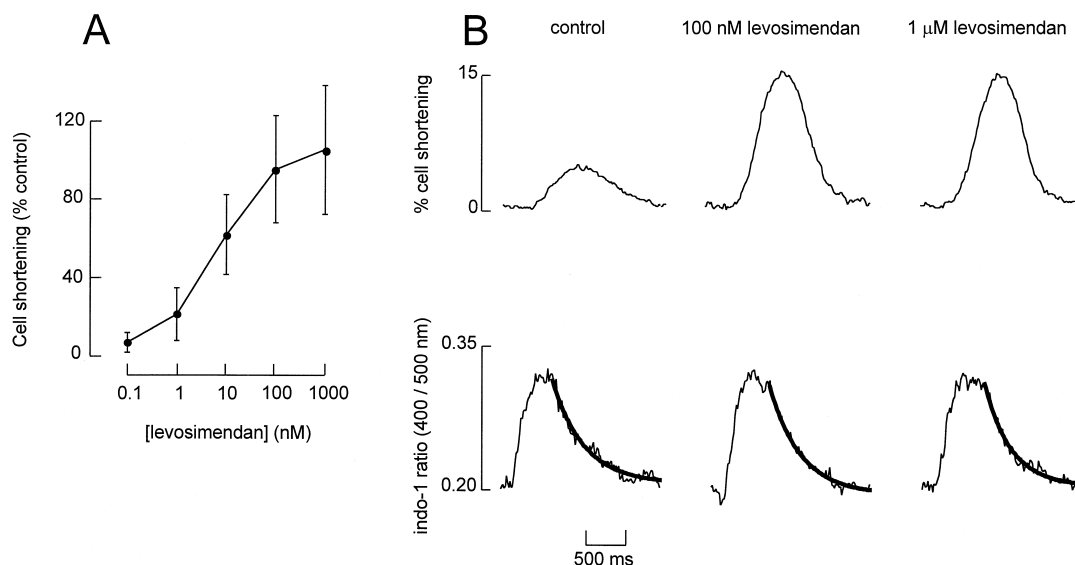 A
Cell shortening (% control)
120
80
40
0
0.1 1 10 100 1000
[levosimendan] (nM)
B
control 100 nM levosimendan 1 μM levosimendan
% cell shortening
15
0
indo-1 ratio (400 / 500 nm)
0.35
0.20
500 ms